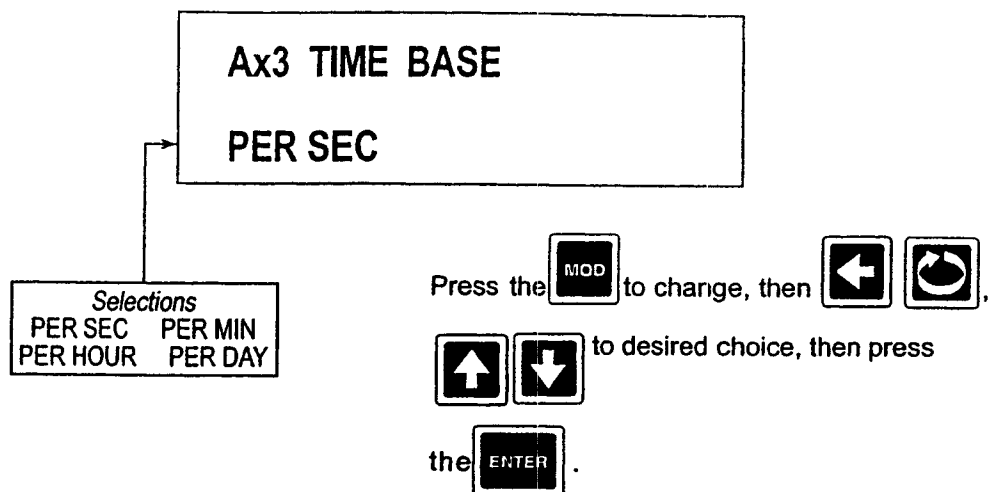 Ax3 TIME BASE
PER SEC
Selections
PER SEC PER MIN
PER HOUR PER DAY
Press the MOD to change, then ,
to desired choice, then press
the ENTER .